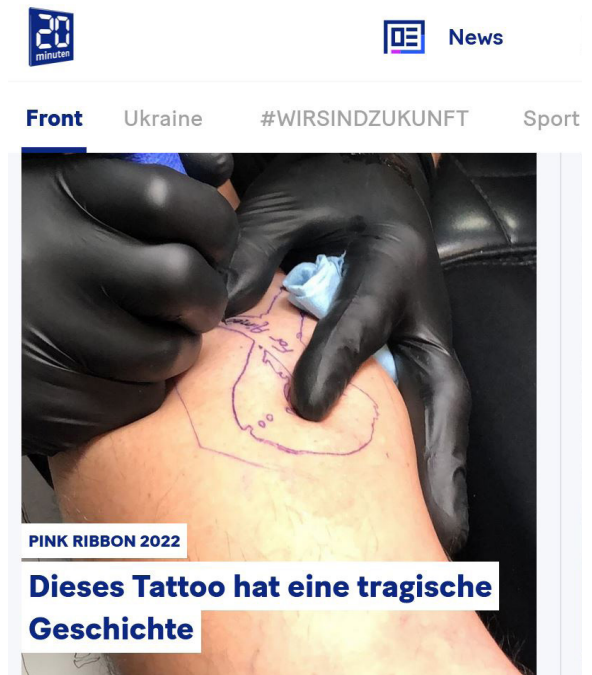 20
minuten
News
Front Ukraine #WIRSINDZUKUNFT Sport
PINK RIBBON 2022
Dieses Tattoo hat eine tragische
Geschichte